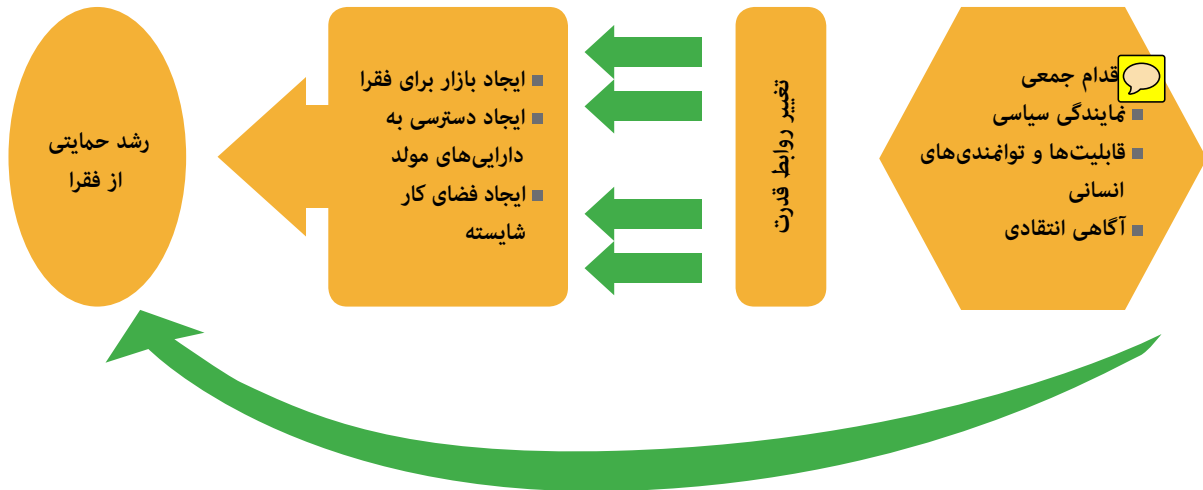 قدام جمعی
نمایندگی سیاسی
قابلیت‌ها و توانمندی‌های
انسانی
آگاهی انتقادی
تغییر روابط قدرت
ایجاد بازار برای فقرا
ایجاد دسترسی به
دارایی‌های مولد
ایجاد فضای کار
شایسته
رشد حمایتی
از فقرا